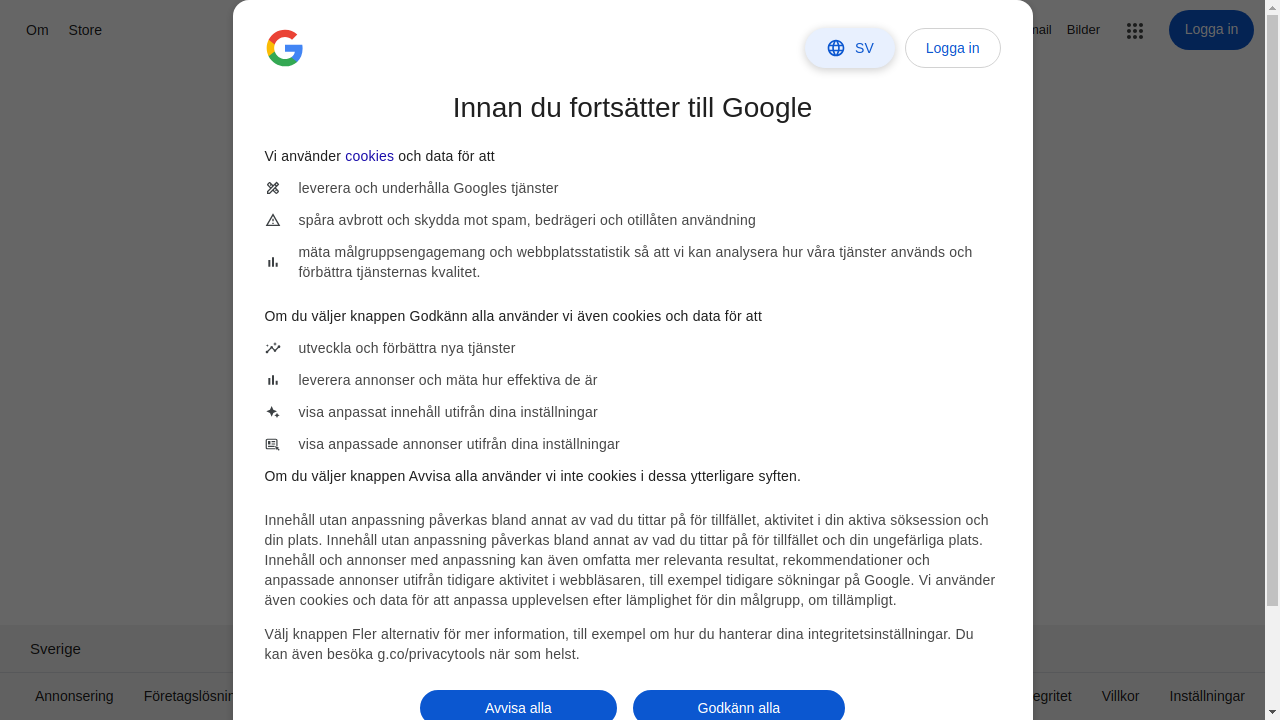 Om Store
Bilder
Logga in
SV
Logga in
Innan du fortsätter till Google
Vi använder cookies och data för att
leverera och underhålla Googles tjänster
spåra avbrott och skydda mot spam, bedrägeri och otillåten användning
mäta målgruppsengagemang och webbplatsstatistik så att vi kan analysera hur våra tjänster används och
förbättra tjänsternas kvalitet.
Om du väljer knappen Godkänn alla använder vi även cookies och data för att
utveckla och förbättra nya tjänster
leverera annonser och mäta hur effektiva de är
visa anpassat innehåll utifrån dina inställningar
visa anpassade annonser utifrån dina inställningar
Om du väljer knappen Avvisa alla använder vi inte cookies i dessa ytterligare syften.
Innehåll utan anpassning påverkas bland annat av vad du tittar på för tillfället, aktivitet i din aktiva söksession och
din plats. Innehåll utan anpassning påverkas bland annat av vad du tittar på för tillfället och din ungefärliga plats.
Innehåll och annonser med anpassning kan även omfatta mer relevanta resultat, rekommendationer och
anpassade annonser utifrån tidigare aktivitet i webbläsaren, till exempel tidigare sökningar på Google. Vi använder
även cookies och data för att anpassa upplevelsen efter lämplighet för din målgrupp, om tillämpligt.
Välj knappen Fler alternativ för mer information, till exempel om hur du hanterar dina integritetsinställningar. Du
kan även besöka g.co/privacytools när som helst.
Avvisa alla
Godkänn alla
Sverige
Annonsering
Villkor
Inställningar